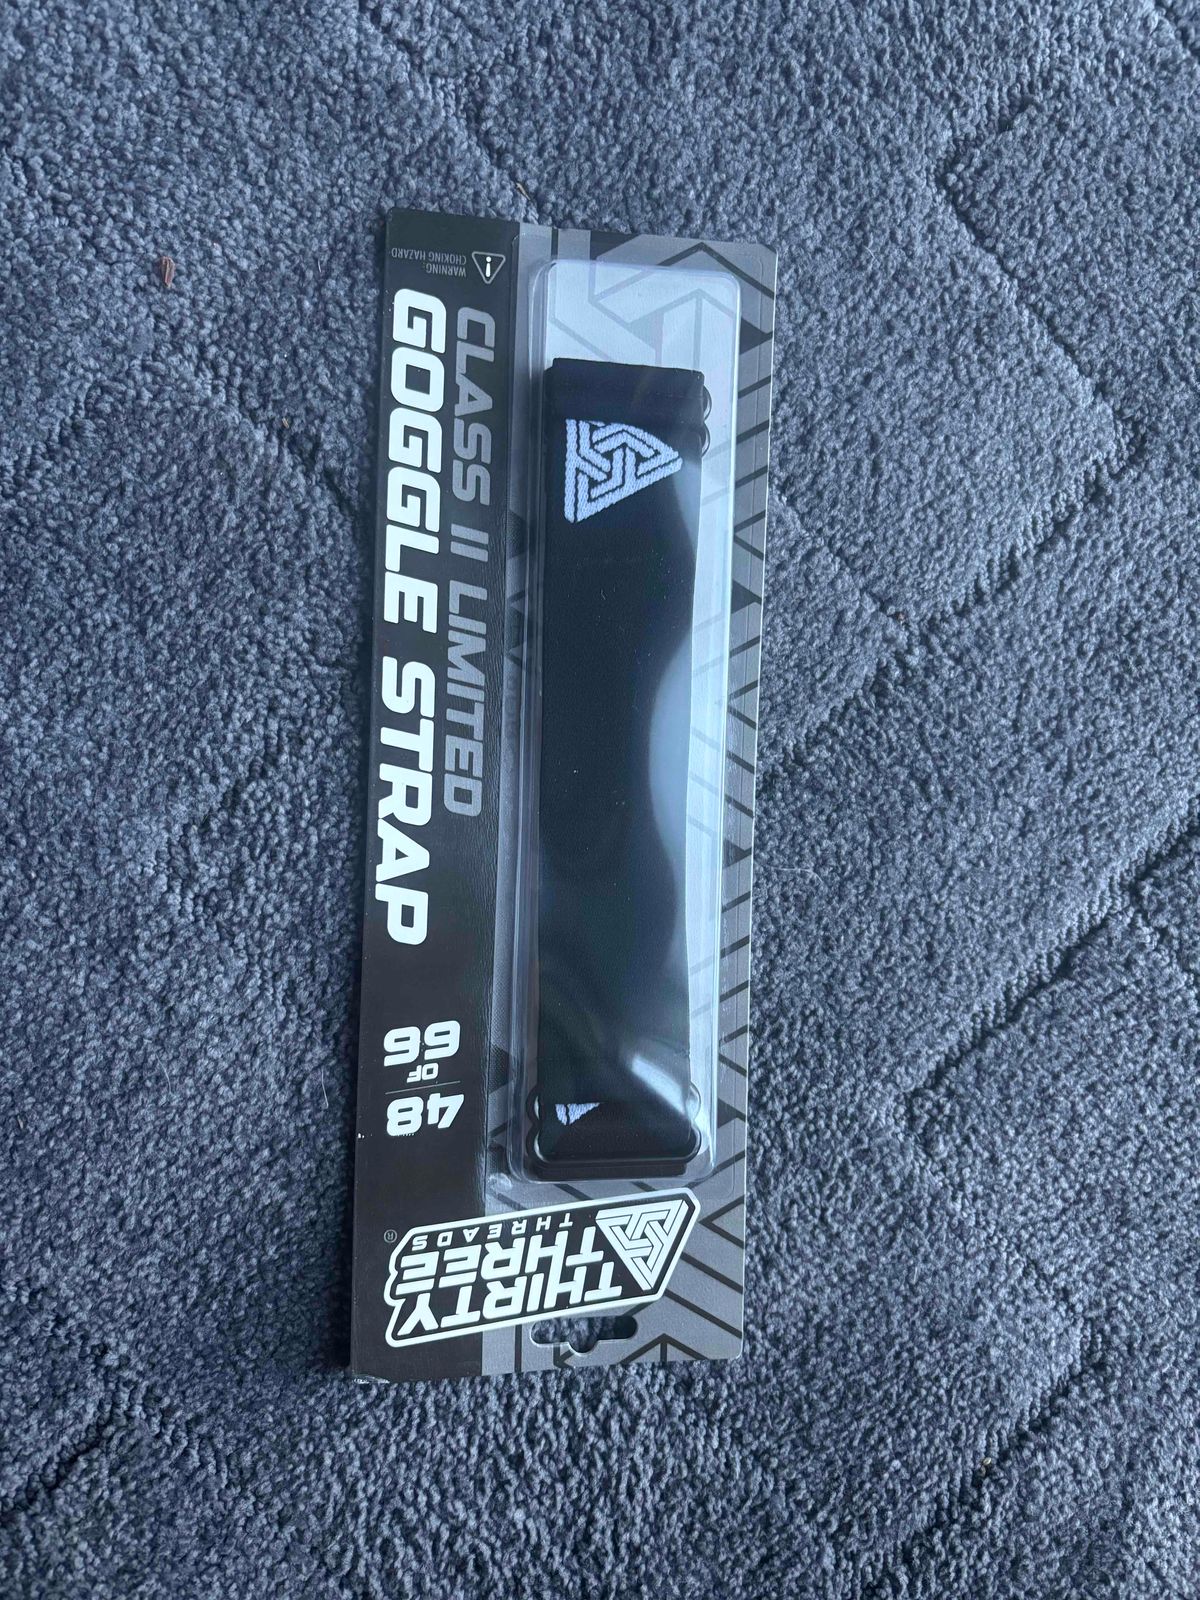 THIRTY
THREE
THREADS®
48
OF
66
CLASS II LIMITED
GOGGLE STRAP
WARNING:
CHOKING HAZARD